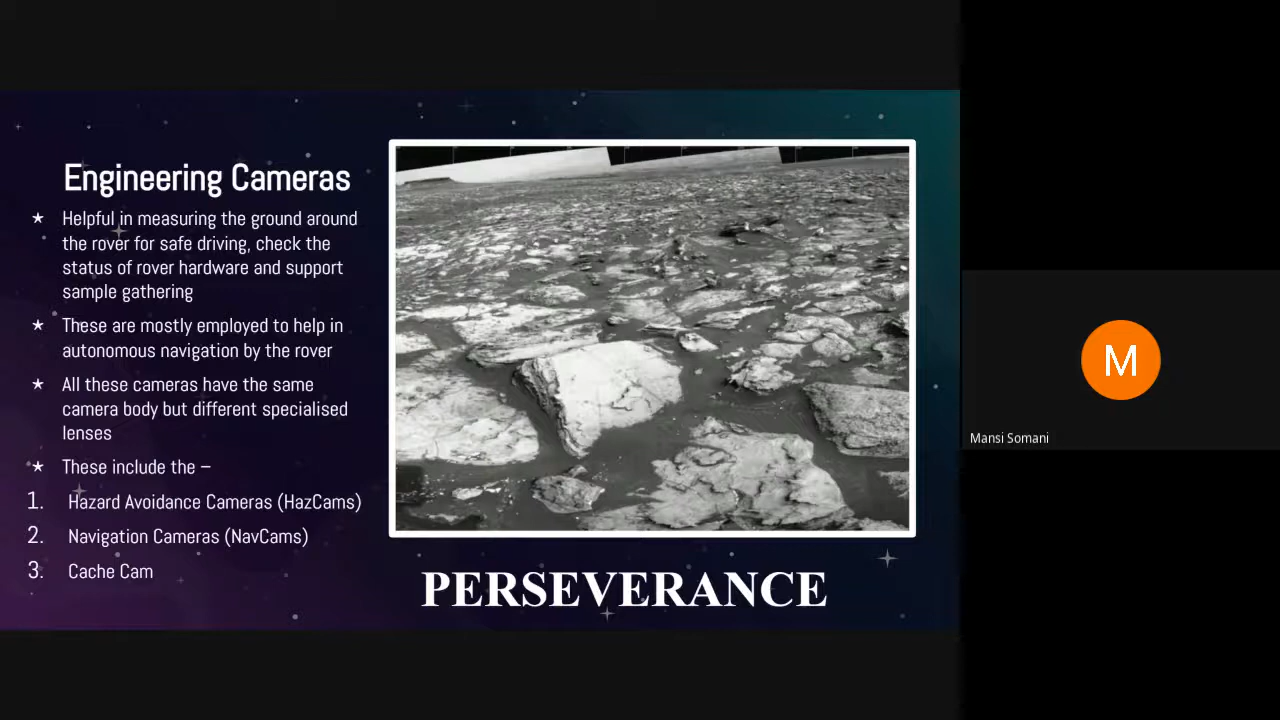 Engineering Cameras
★ Helpful in measuring the ground around
the rover for safe driving, check the
status of rover hardware and support
sample gathering
★ These are mostly employed to help in
autonomous navigation by the rover
★ All these cameras have the same
camera body but different specialised
lenses
★ These include the –
1. Hazard Avoidance Cameras (HazCams)
2. Navigation Cameras (NavCams)
3. Cache Cam
PERSEVERANCE
M
Mansi Somani